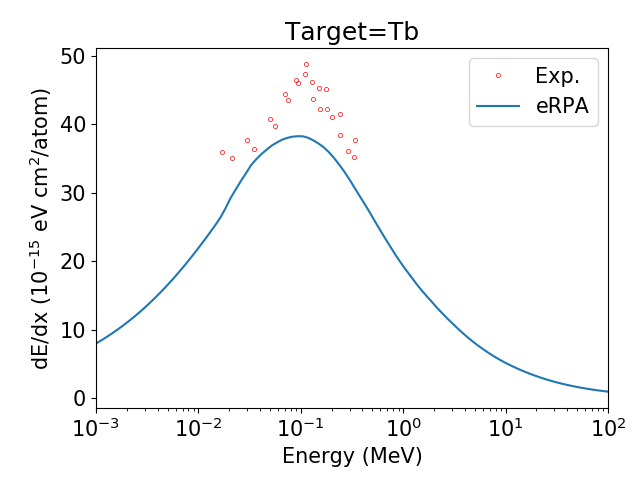 Target=Tb
50
40
30
20
10
0
dE/dx (10⁻¹⁵ eV cm²/atom)
Exp.
eRPA
10⁻³ 10⁻² 10⁻¹ 10⁰ 10¹ 10²
Energy (MeV)